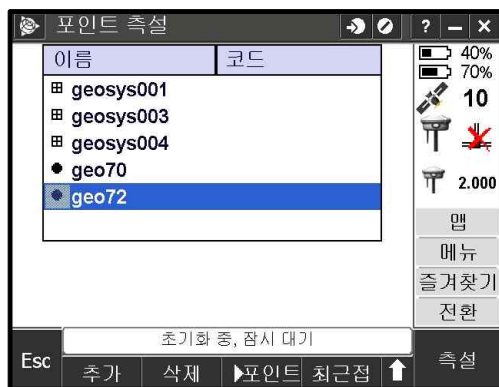 포인트 측설
? - ×
이름 코드
geosys001
geosys003
geosys004
geo70
geo72
40%
70%
10
2.000
맵
메뉴
즐겨찾기
전환
초기화 중, 잠시 대기
Esc 추가 삭제 ▶포인트 최근접 측설